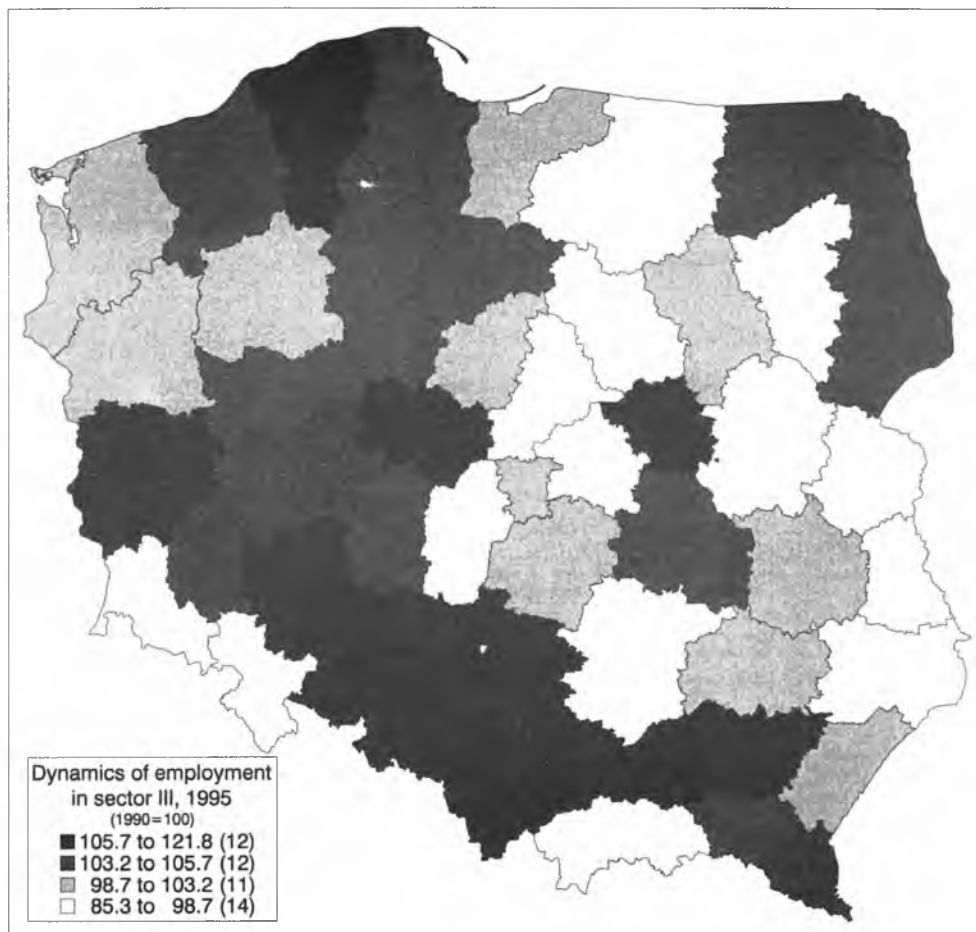 Dynamics of employment
in sector III, 1995
(1990=100)
105.7 to 121.8 (12)
103.2 to 105.7 (12)
98.7 to 103.2 (11)
85.3 to 98.7 (14)